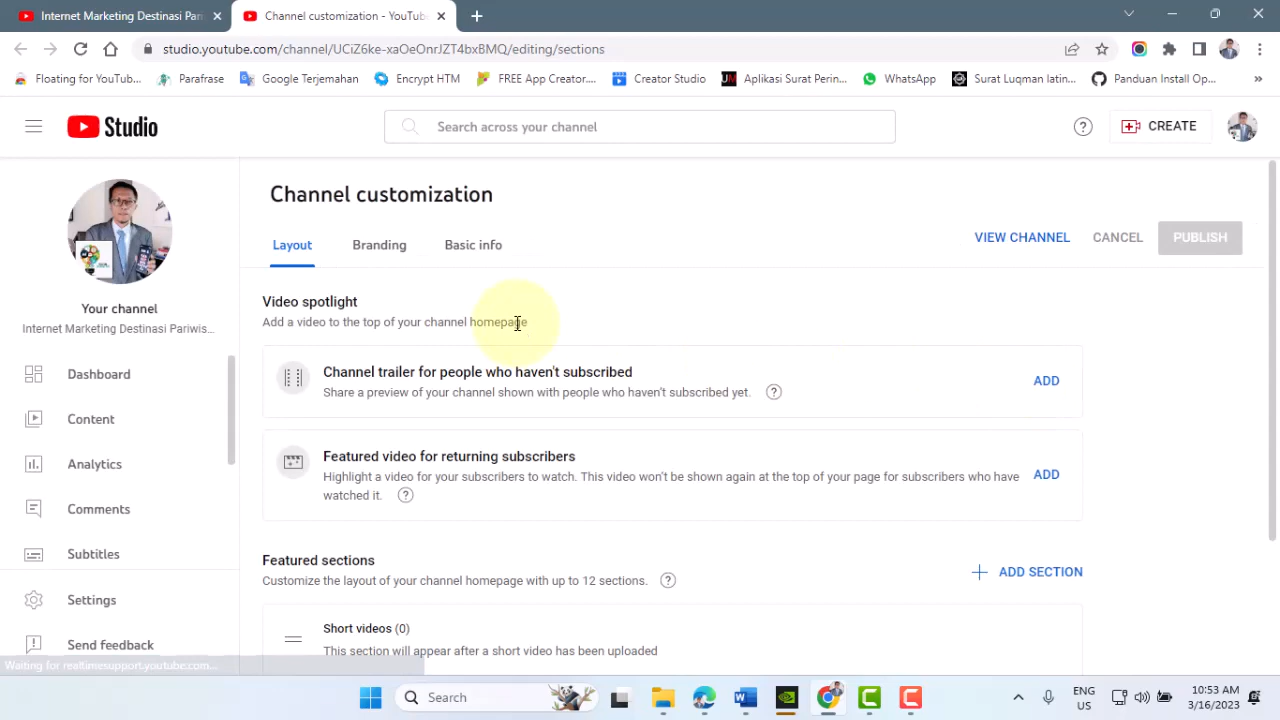 Internet Marketing Destinasi Par
Channel customization - YouTube
studio.youtube.com/channel/UCiZ6ke-xaOeOnrJZT4bxBMQ/editing/sections
Floating for YouTub...
Parafrase
Google Terjemahan
Encrypt HTM
FREE App Creator....
Creator Studio
Aplikasi Surat Perin...
WhatsApp
Surat Luqman latin...
Panduan Install Op...
»
Studio
Search across your channel
CREATE
Channel customization
Layout
Branding
Basic info
VIEW CHANNEL
CANCEL
PUBLISH
Your channel
Internet Marketing Destinasi Pariwis...
Dashboard
Content
Analytics
Comments
Subtitles
Settings
Send feedback
Video spotlight
Add a video to the top of your channel homepage
Channel trailer for people who haven't subscribed
Share a preview of your channel shown with people who haven't subscribed yet. ?
ADD
Featured video for returning subscribers
Highlight a video for your subscribers to watch. This video won't be shown again at the top of your page for subscribers who have
watched it. ?
ADD
Featured sections
Customize the layout of your channel homepage with up to 12 sections. ?
ADD SECTION
Short videos (0)
This section will appear after a short video has been uploaded
Waiting for realtimesupport.youtube.com...
Search
ENG
US
10:53 AM
3/16/2023